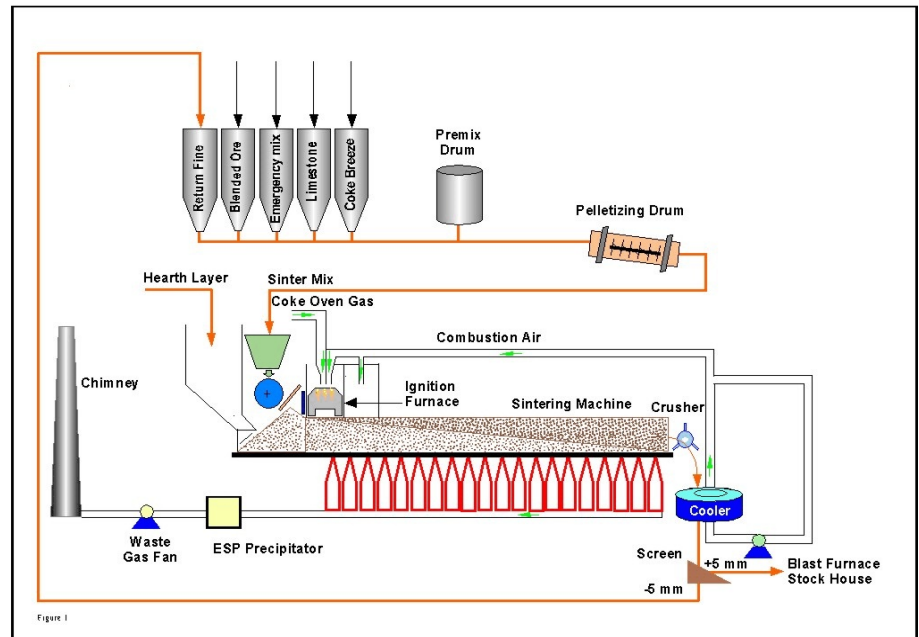 Return Fine
Blended Ore
Emergency mix
Limestone
Coke Breeze
Premix
Drum
Pelletizing Drum
Hearth Layer
Sinter Mix
Coke Oven Gas
Combustion Air
Chimney
Ignition
Furnace
Sintering Machine
Crusher
Cooler
Waste
Gas Fan
ESP Precipitator
Screen
+5 mm
-5 mm
Blast Furnace
Stock House
Figure 1